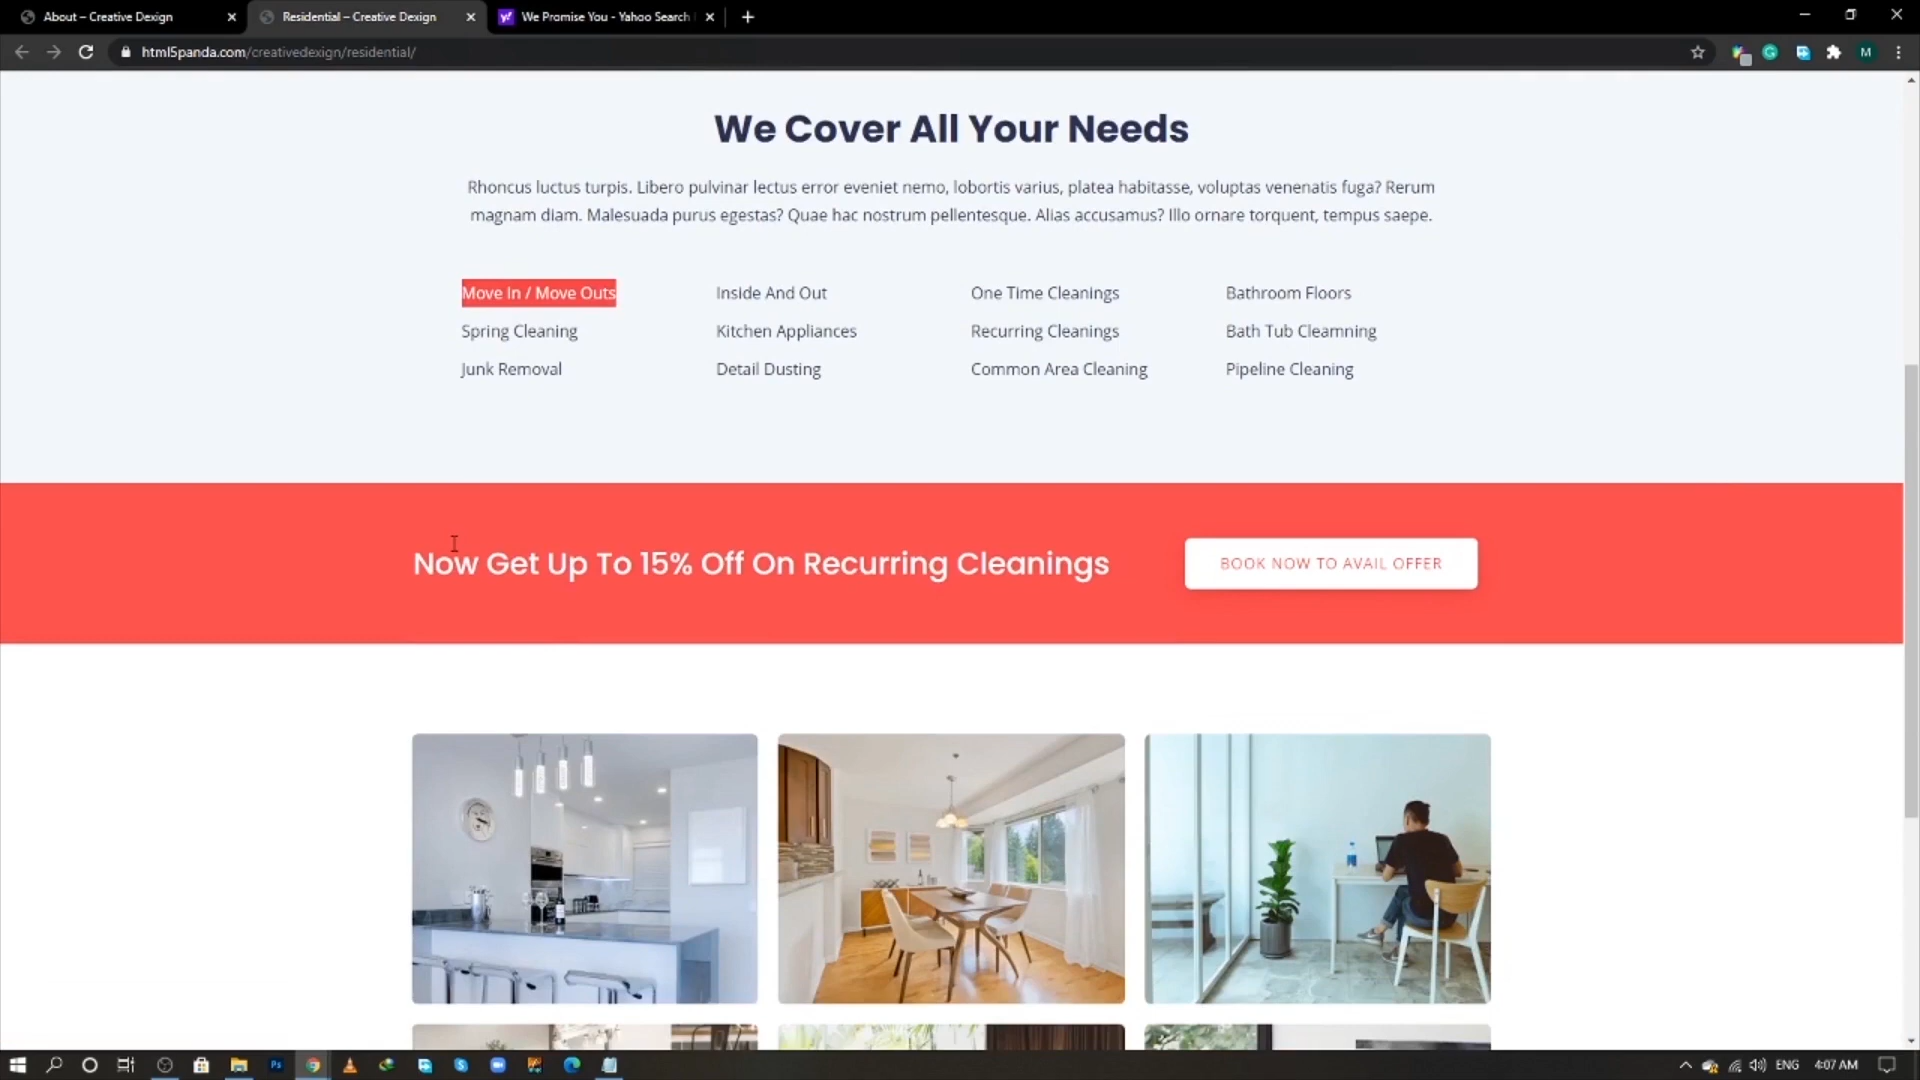 About – Creative Dexign
Residential – Creative Dexign
We Promise You - Yahoo Search
html5panda.com/creativedexign/residential/
M
We Cover All Your Needs
Rhoncus luctus turpis. Libero pulvinar lectus error eveniet nemo, lobortis varius, platea habitasse, voluptas venenatis fuga? Rerum
magnam diam. Malesuada purus egestas? Quae hac nostrum pellentesque. Alias accusamus? Illo ornare torquent, tempus saepe.
Move In / Move Outs
Inside And Out
One Time Cleanings
Bathroom Floors
Spring Cleaning
Kitchen Appliances
Recurring Cleanings
Bath Tub Cleamning
Junk Removal
Detail Dusting
Common Area Cleaning
Pipeline Cleaning
Now Get Up To 15% Off On Recurring Cleanings
BOOK NOW TO AVAIL OFFER
ENG
4:07 AM